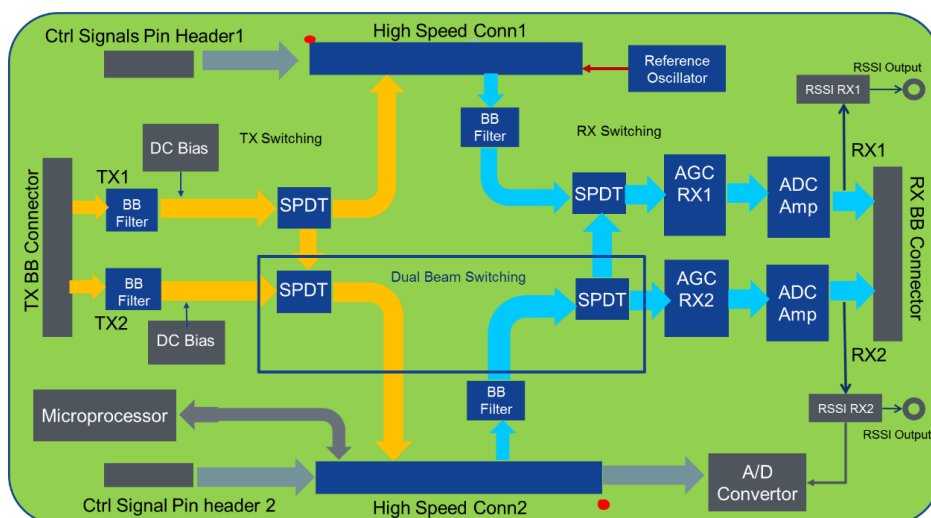 Ctrl Signals Pin Header1
High Speed Conn1
Reference
Oscillator
RSSI Output
RSSI RX1
BB
Filter
TX Switching
RX Switching
DC Bias
RX1
TX1
BB
Filter
SPDT
SPDT
AGC
RX1
ADC
Amp
TX BB Connector
RX BB Connector
Dual Beam Switching
BB
Filter
TX2
SPDT
SPDT
AGC
RX2
ADC
Amp
DC Bias
RX2
BB
Filter
Microprocessor
RSSI RX2
RSSI Output
A/D
Convertor
Ctrl Signal Pin header 2
High Speed Conn2